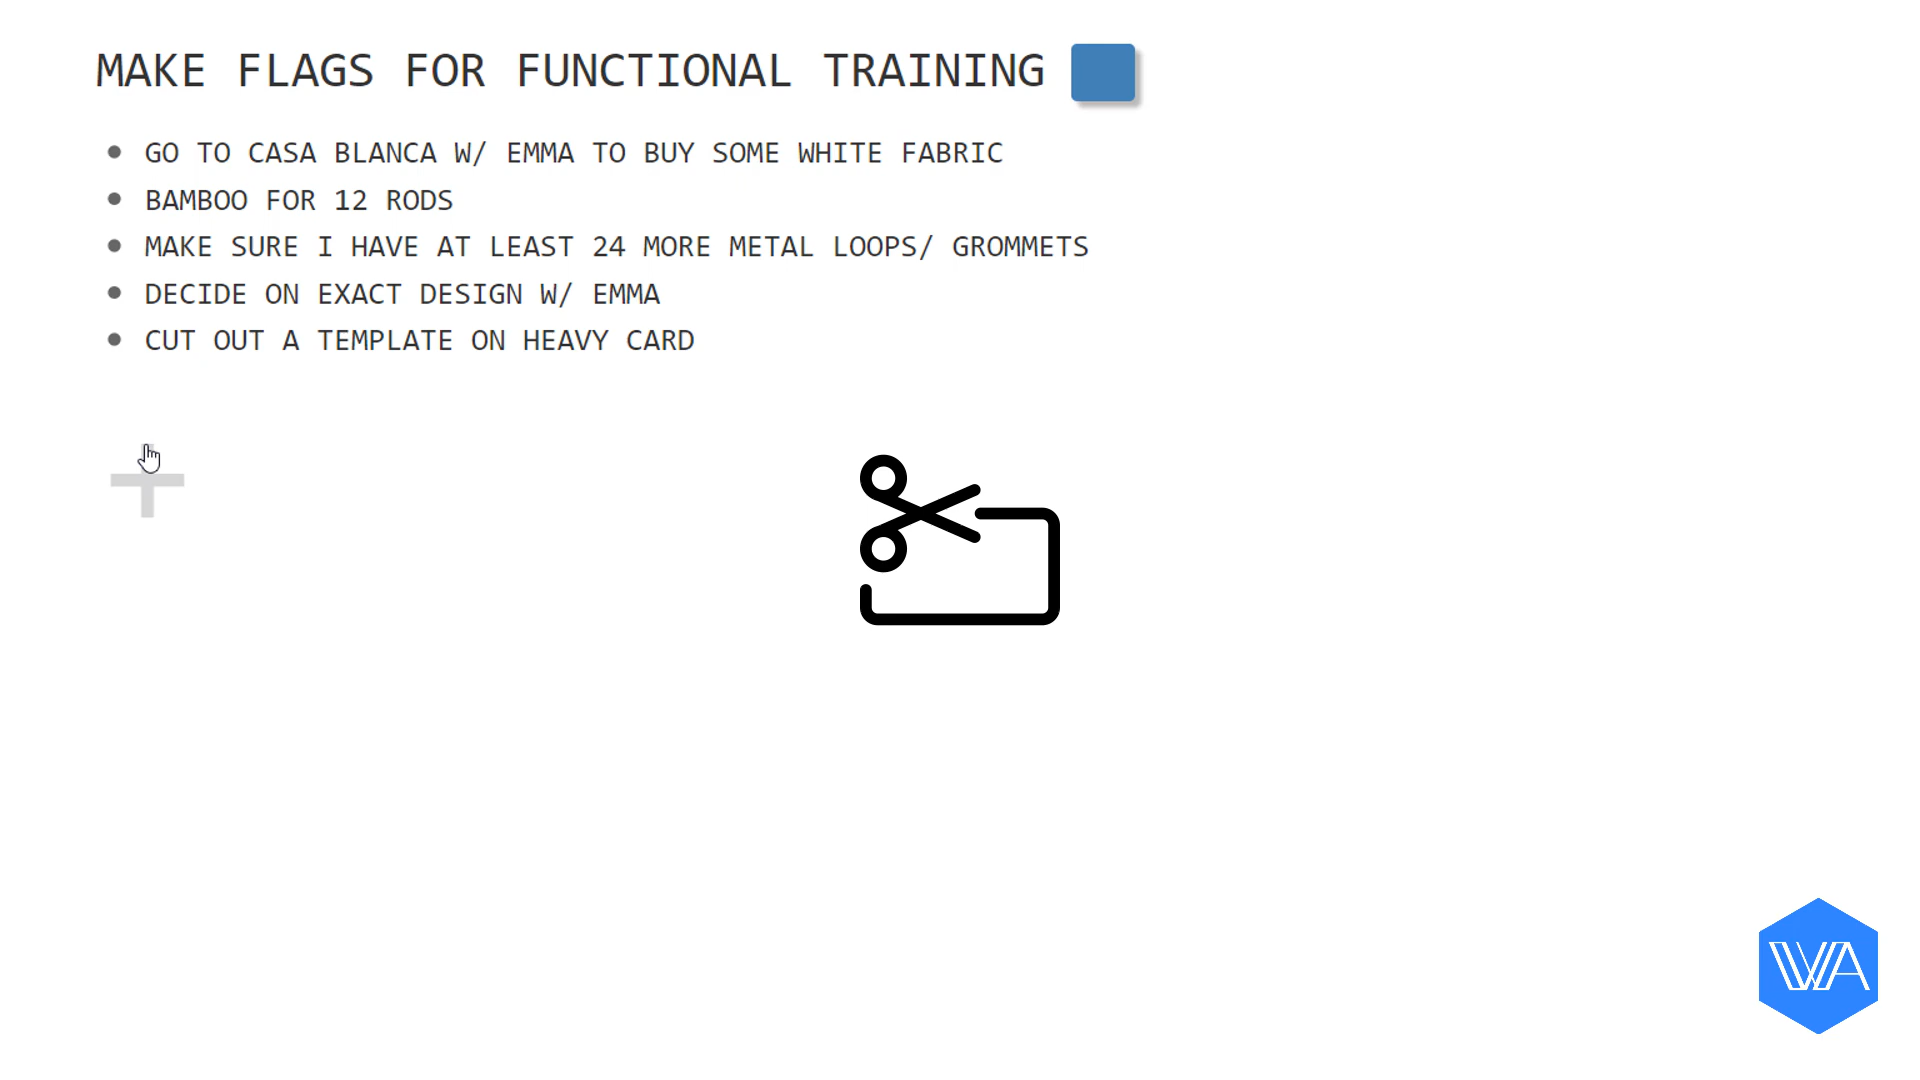 MAKE FLAGS FOR FUNCTIONAL TRAINING
GO TO CASA BLANCA W/ EMMA TO BUY SOME WHITE FABRIC
BAMBOO FOR 12 RODS
MAKE SURE I HAVE AT LEAST 24 MORE METAL LOOPS/ GROMMETS
DECIDE ON EXACT DESIGN W/ EMMA
CUT OUT A TEMPLATE ON HEAVY CARD
WA